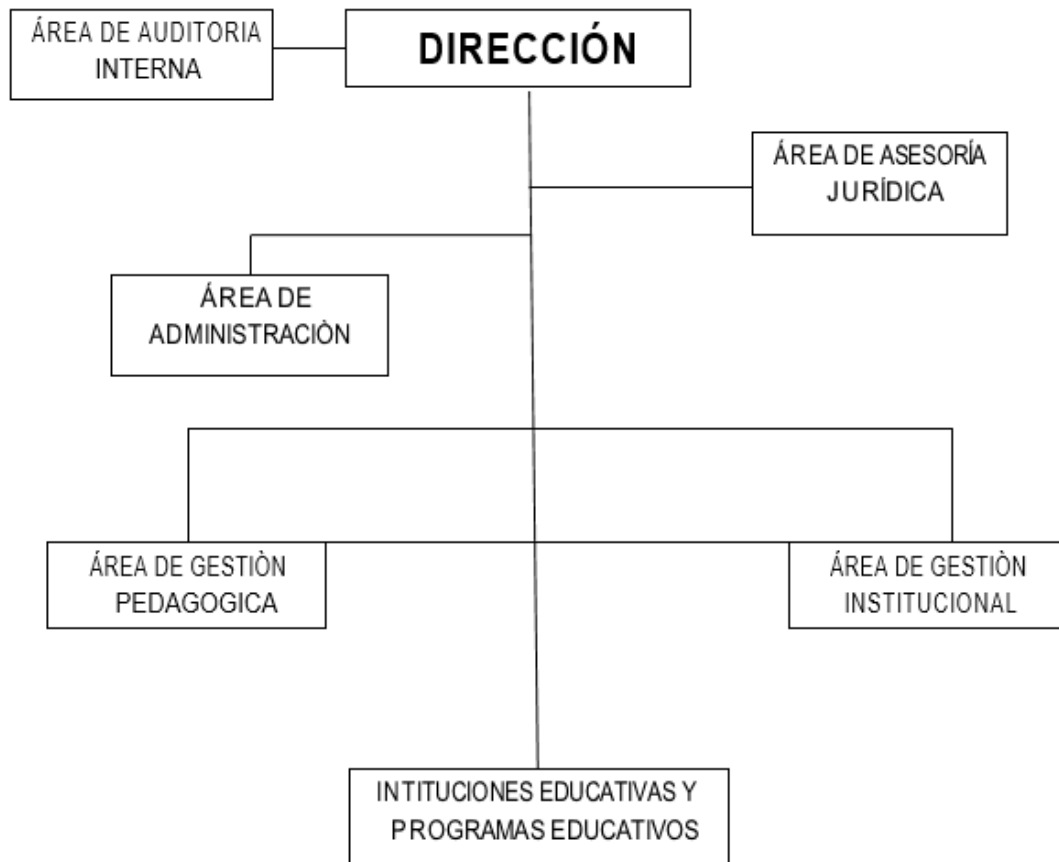 ÁREA DE AUDITORIA
INTERNA
DIRECCIÓN
ÁREA DE ASESORÍA
JURÍDICA
ÁREA DE
ADMINISTRACIÒN
ÁREA DE GESTIÒN
PEDAGOGICA
ÁREA DE GESTIÒN
INSTITUCIONAL
INTITUCIONES EDUCATIVAS Y
PROGRAMAS EDUCATIVOS